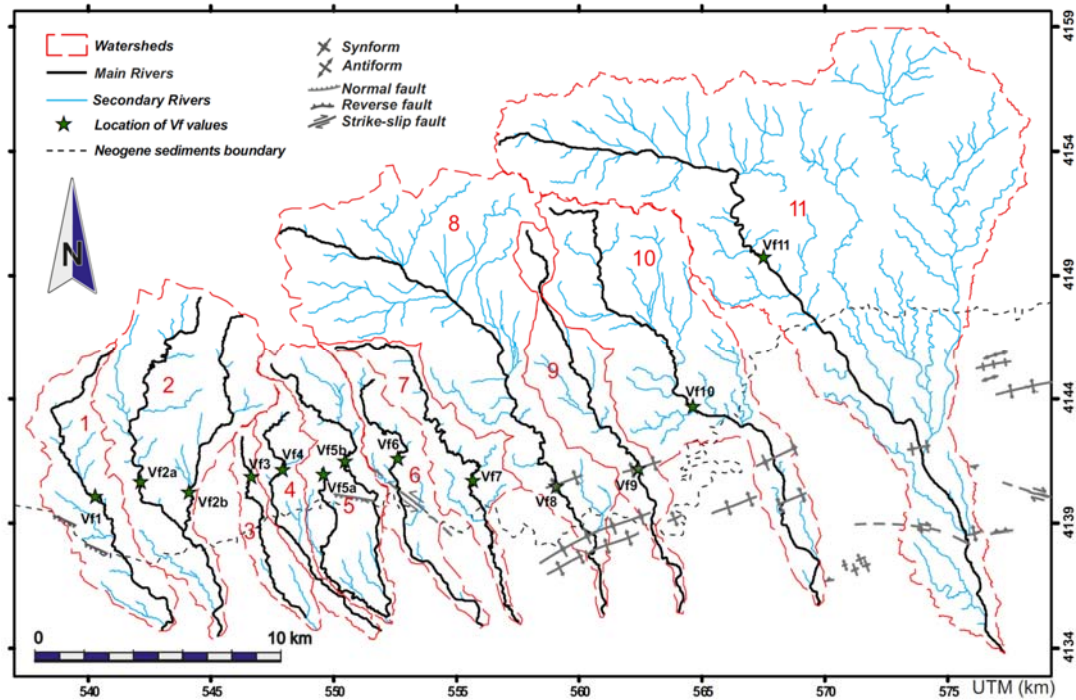 Watersheds
Main Rivers
Secondary Rivers
Location of Vf values
Neogene sediments boundary
Synform
Antiform
Normal fault
Reverse fault
Strike-slip fault
N
1
2
3
4
5
6
7
8
9
10
11
Vf1
Vf2a
Vf2b
Vf3
Vf4
Vf5a
Vf5b
Vf6
Vf7
Vf8
Vf9
Vf10
Vf11
0 10 km
4159
4154
4149
4144
4139
4134
540 545 550 555 560 565 570 575 UTM (km)